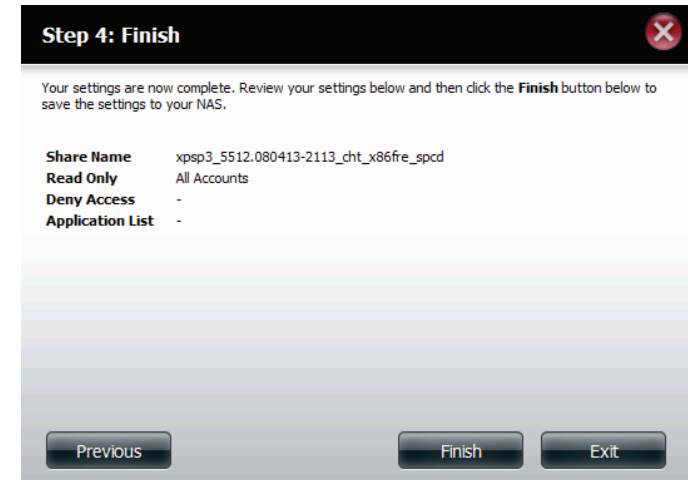 Step 4: Finish
Your settings are now complete. Review your settings below and then click the Finish button below to
save the settings to your NAS.
Share Name xpsp3_5512.080413-2113_cht_x86fre_spcd
Read Only All Accounts
Deny Access -
Application List -
Previous Finish Exit